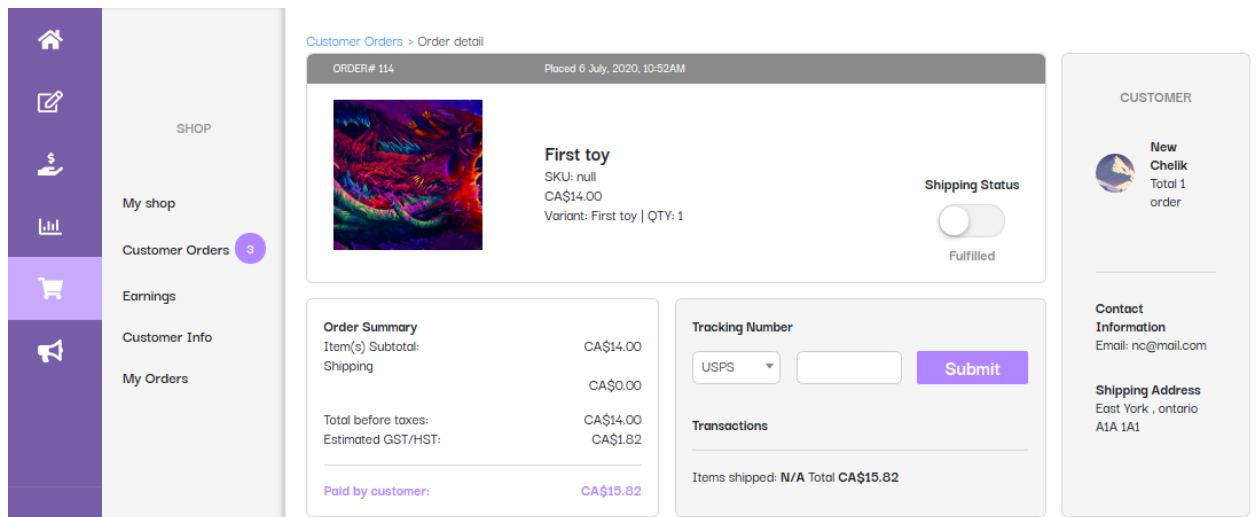 SHOP
My shop
Customer Orders 3
Earnings
Customer Info
My Orders
Customer Orders > Order detail
ORDER# 114 Placed 6 July, 2020, 10:52AM
First toy
SKU: null
CA$14.00
Variant: First toy | QTY: 1
Shipping Status
Fulfilled
Order Summary
Item(s) Subtotal: CA$14.00
Shipping
CA$0.00
Total before taxes: CA$14.00
Estimated GST/HST: CA$1.82
Paid by customer: CA$15.82
Tracking Number
USPS Submit
Transactions
Items shipped: N/A Total CA$15.82
CUSTOMER
New
Chelik
Total 1
order
Contact
Information
Email: nc@mail.com
Shipping Address
East York , ontario
A1A 1A1